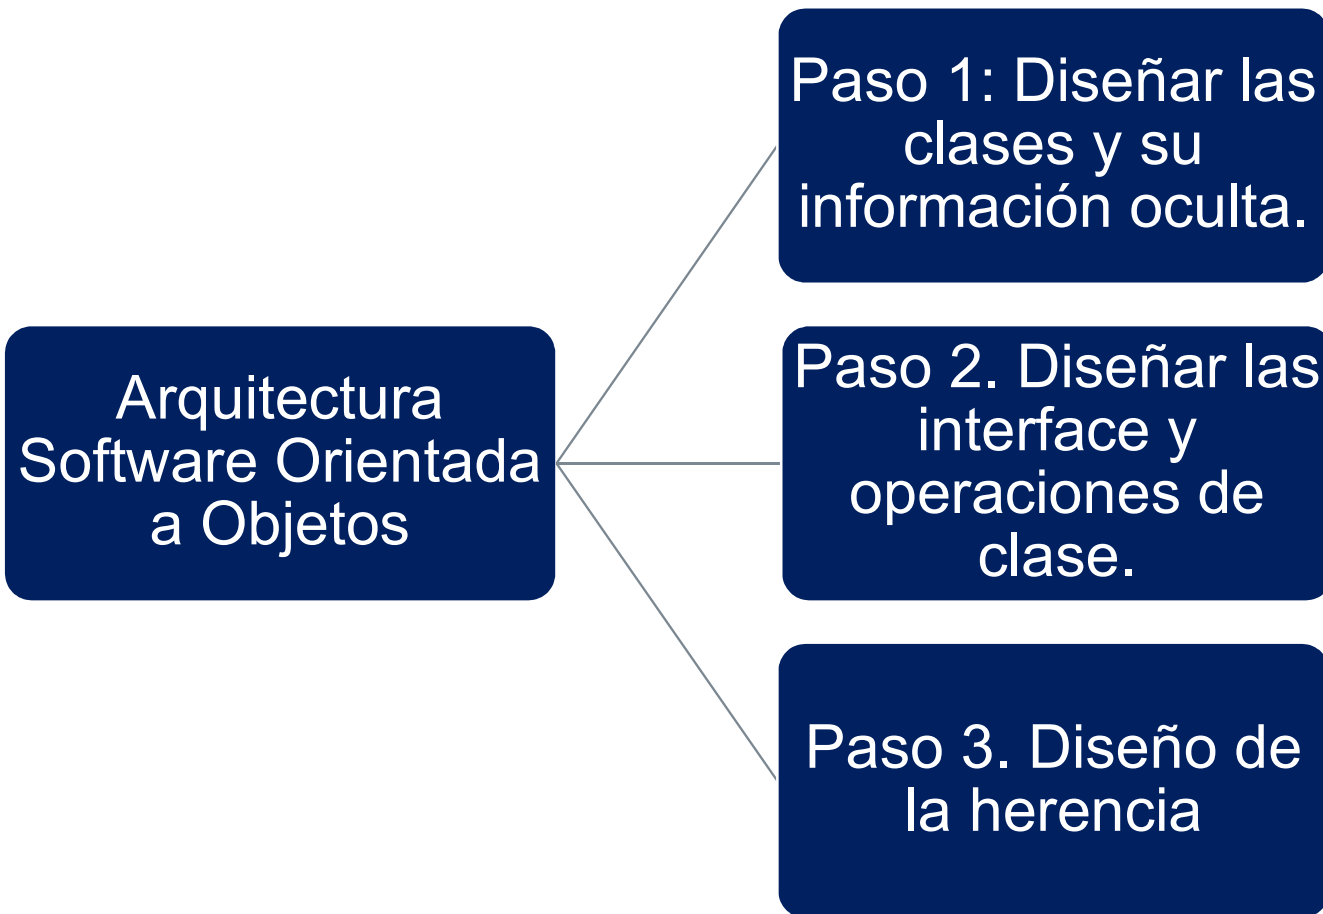 Arquitectura
Software Orientada
a Objetos
Paso 1: Diseñar las
clases y su
información oculta.
Paso 2. Diseñar las
interface y
operaciones de
clase.
Paso 3. Diseño de
la herencia